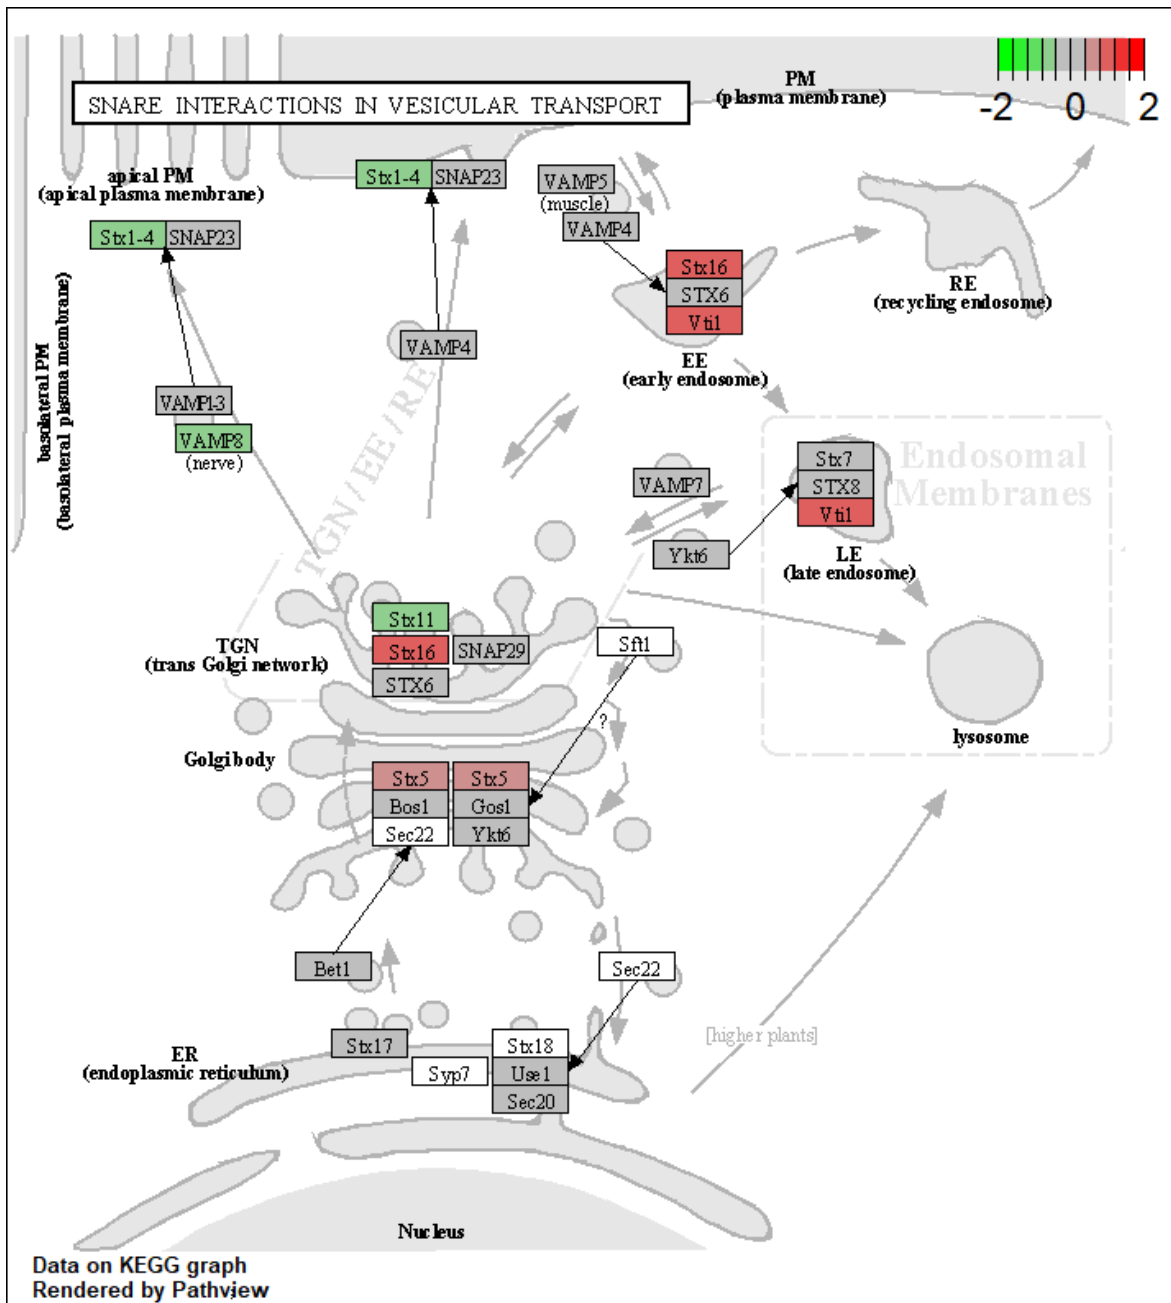 SNARE INTERACTIONS IN VESICULAR TRANSPORT
PM
(plasma membrane)
-2 0 2
apical PM
(apical plasma membrane)
Stx1-4 SNAP23
Stx1-4 SNAP23
VAMP5
(muscle)
VAMP4
Stx16
STX6
Vti1
RE
(recycling endosome)
EE
(early endosome)
basolateral PM
(basolateral plasma membrane)
VAMP4
VAMP1-3
VAMP8
(nerve)
TGN/EE/RE
Endosomal
Membranes
Stx7
STX8
Vti1
VAMP7
Ykt6
LE
(late endosome)
TGN
(trans Golgi network)
Stx11
Stx16
STX6
SNAP29
Sft1
?
lysosome
Golgi body
Stx5 Stx5
Bos1 Gos1
Sec22 Ykt6
Bet1
Sec22
ER
(endoplasmic reticulum)
Stx17
Syp7
Stx18
Use1
Sec20
[higher plants]
Nucleus
Data on KEGG graph
Rendered by Pathview